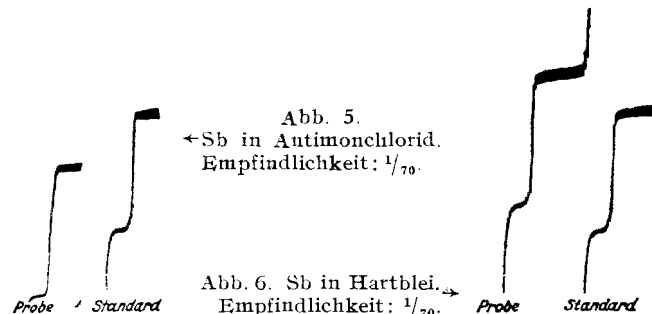 Abb. 5.
←Sb in Antimonchlorid.
Empfindlichkeit: 1/70.
Abb. 6. Sb in Hartblei.→
Empfindlichkeit: 1/70.
Probe Standard
Probe Standard